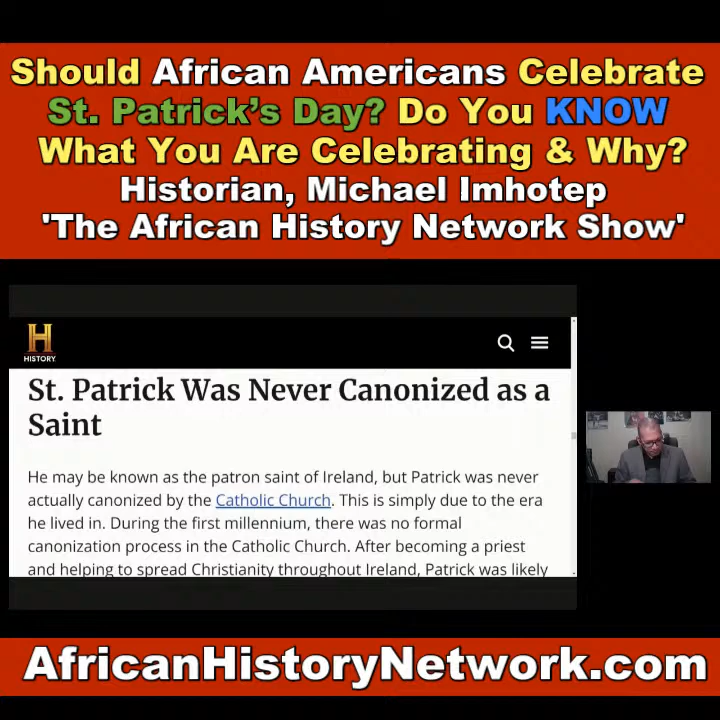 Should African Americans Celebrate
St. Patrick's Day? Do You KNOW
What You Are Celebrating & Why?
Historian, Michael Imhotep
'The African History Network Show'
H
HISTORY
St. Patrick Was Never Canonized as a
Saint
He may be known as the patron saint of Ireland, but Patrick was never
actually canonized by the Catholic Church. This is simply due to the era
he lived in. During the first millennium, there was no formal
canonization process in the Catholic Church. After becoming a priest
and helping to spread Christianity throughout Ireland, Patrick was likely
AfricanHistoryNetwork.com